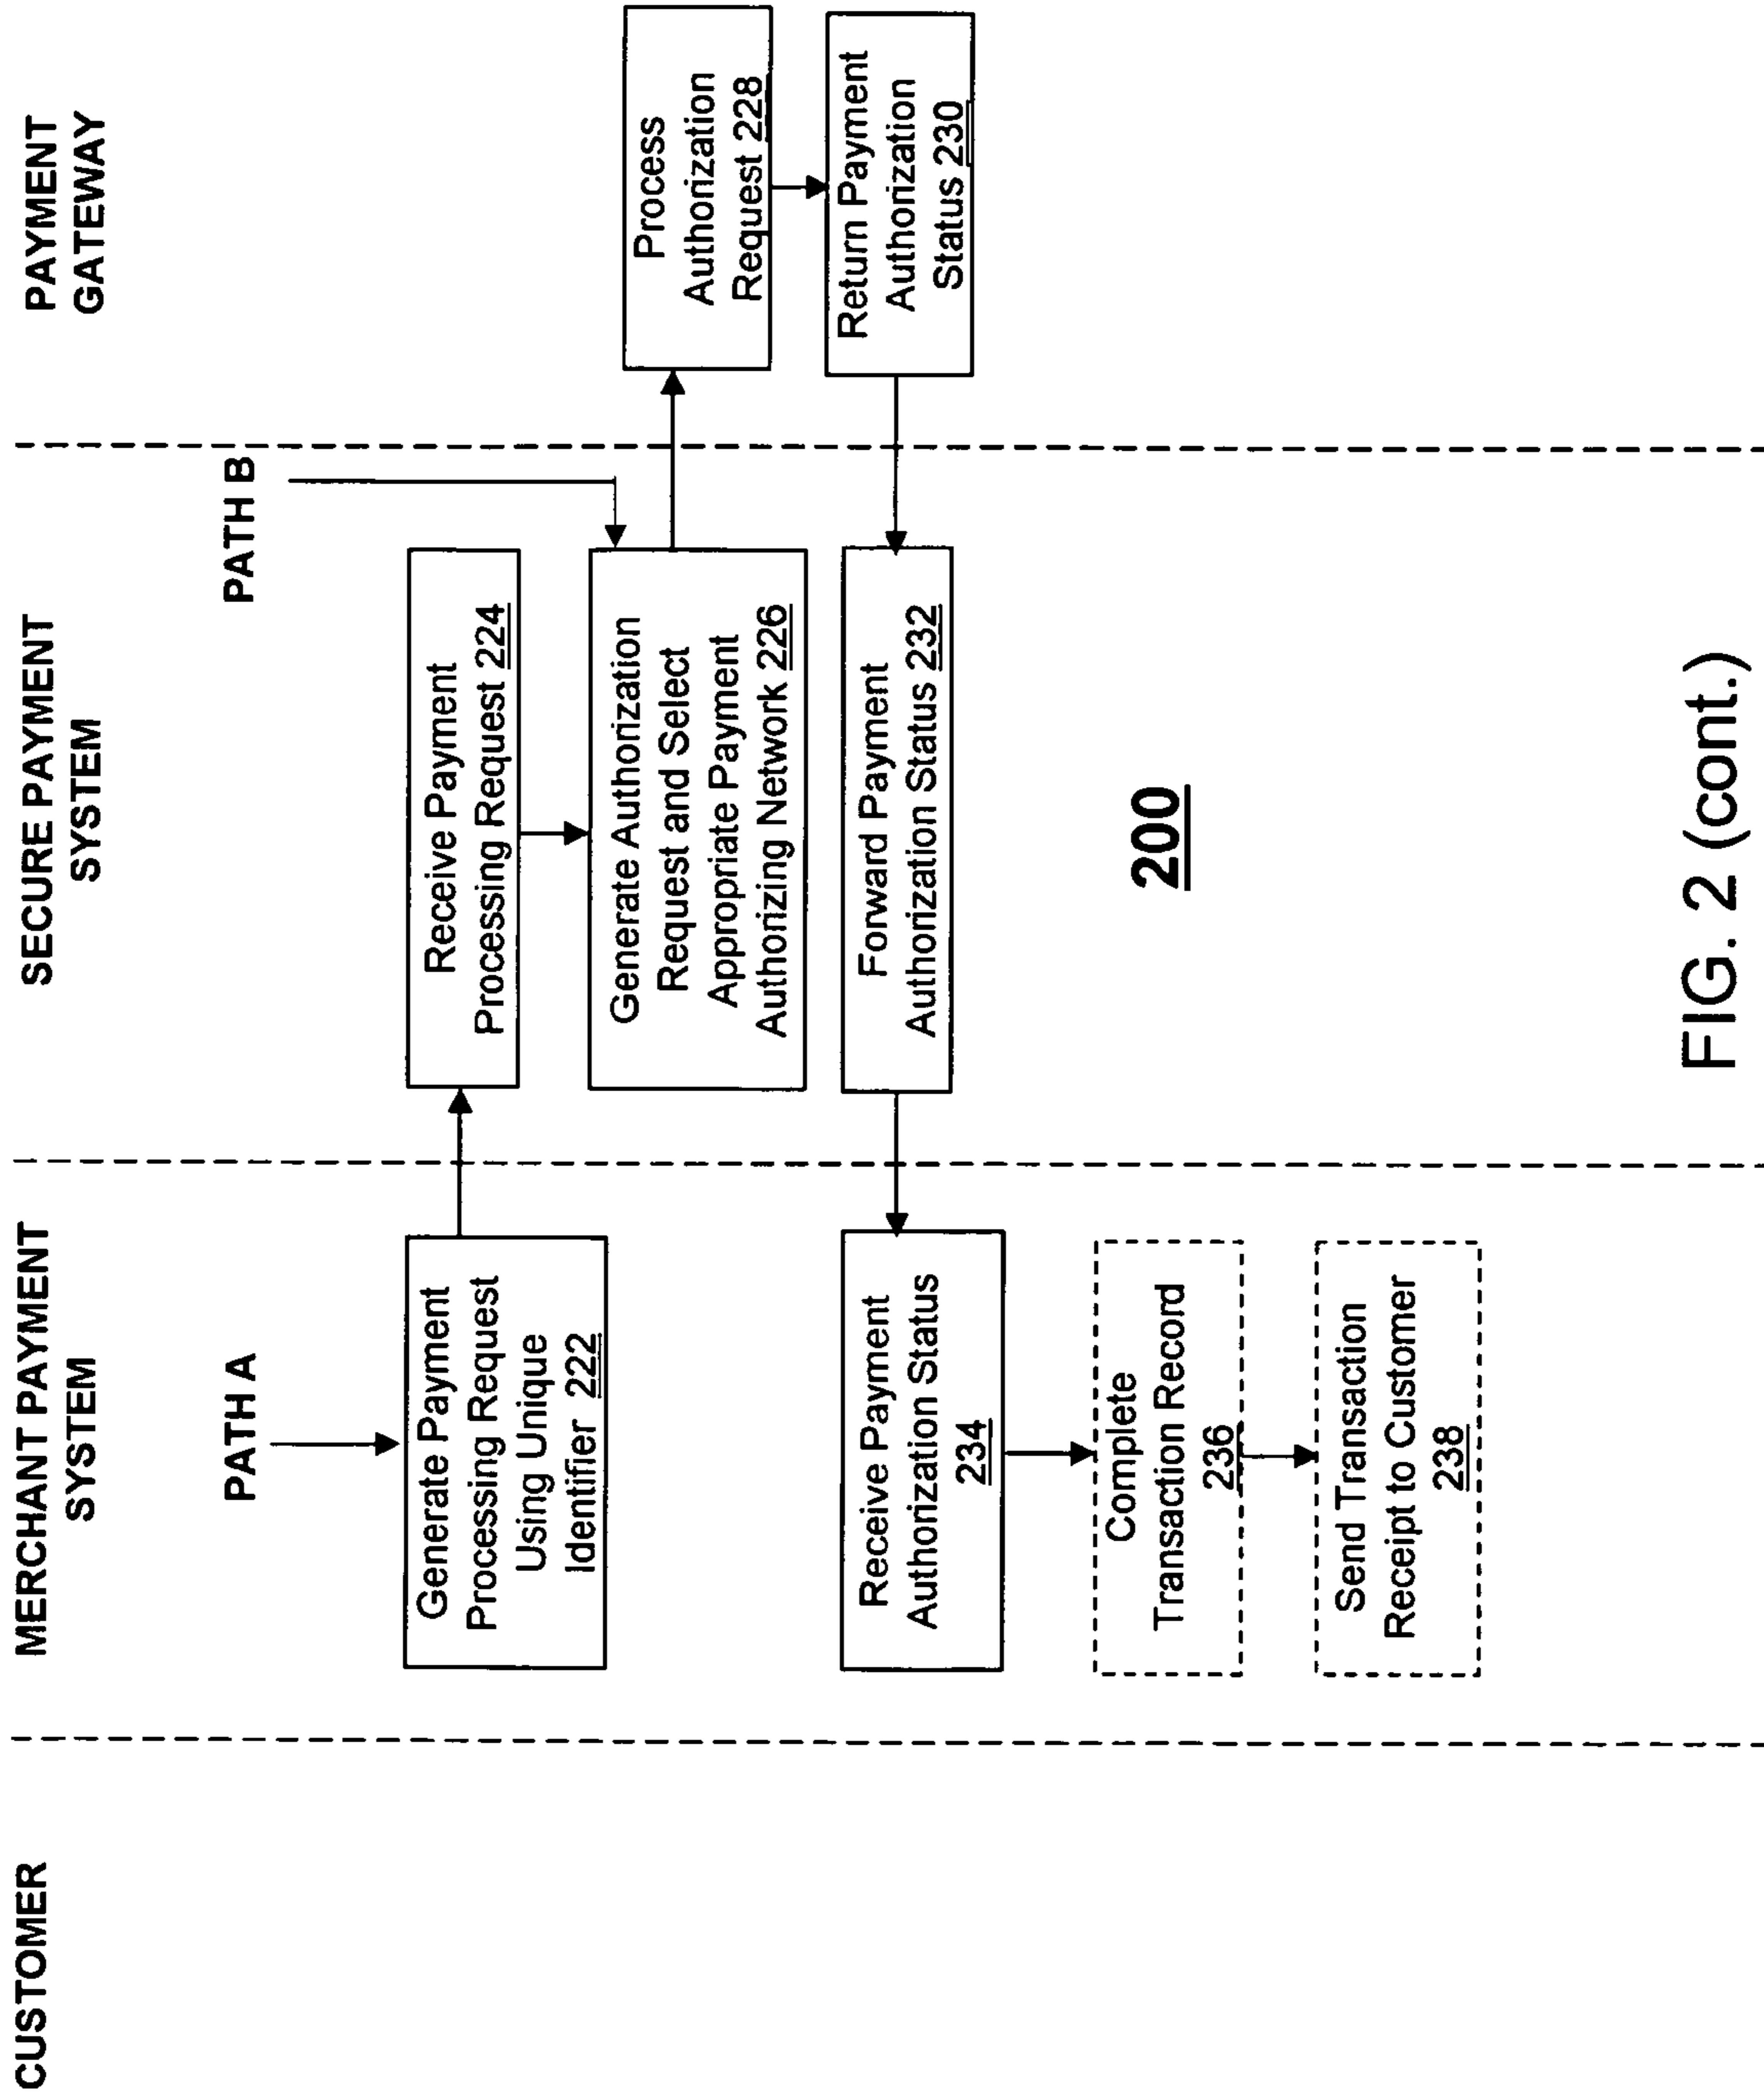 CUSTOMER
MERCHANT PAYMENT
SYSTEM
SECURE PAYMENT
SYSTEM
PAYMENT
GATEWAY
PATH A
PATH B
Generate Payment
Processing Request
Using Unique
Identifier 222
Receive Payment
Processing Request 224
Generate Authorization
Request and Select
Appropriate Payment
Authorizing Network 226
Process
Authorization
Request 228
Return Payment
Authorization
Status 230
Forward Payment
Authorization Status 232
Receive Payment
Authorization Status
234
Complete
Transaction Record
236
Send Transaction
Receipt to Customer
238
200
FIG. 2 (cont.)